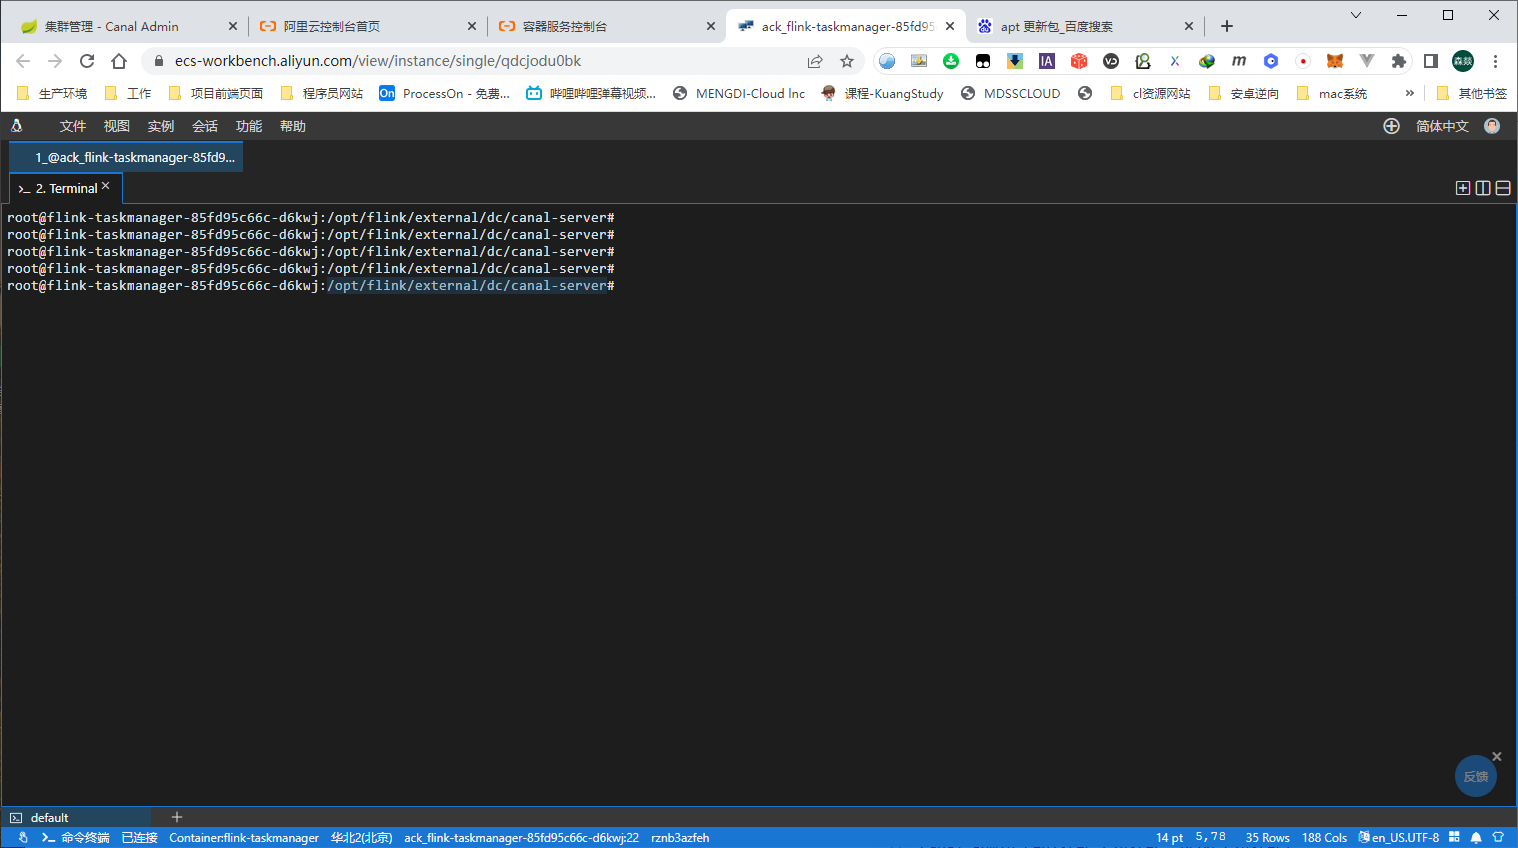 集群管理 - Canal Admin
阿里云控制台首页
容器服务控制台
ack_flink-taskmanager-85fd95
apt 更新包_百度搜索
ecs-workbench.aliyun.com/view/instance/single/qdcjodu0bk
IA
m
森燚
生产环境
工作
项目前端页面
程序员网站
On ProcessOn - 免费...
哔哩哔哩弹幕视频...
MENGDI-Cloud Inc
课程-KuangStudy
MDSSCLOUD
cl资源网站
安卓逆向
mac系统
»
其他书签
文件 视图 实例 会话 功能 帮助
简体中文
1_@ack_flink-taskmanager-85fd9...
2. Terminal
root@flink-taskmanager-85fd95c66c-d6kwj:/opt/flink/external/dc/canal-server#
root@flink-taskmanager-85fd95c66c-d6kwj:/opt/flink/external/dc/canal-server#
root@flink-taskmanager-85fd95c66c-d6kwj:/opt/flink/external/dc/canal-server#
root@flink-taskmanager-85fd95c66c-d6kwj:/opt/flink/external/dc/canal-server#
root@flink-taskmanager-85fd95c66c-d6kwj:/opt/flink/external/dc/canal-server#
反馈
default
命令终端 已连接 Container:flink-taskmanager 华北2(北京) ack_flink-taskmanager-85fd95c66c-d6kwj:22 rznb3azfeh
14 pt 5,78 35 Rows 188 Cols en_US.UTF-8